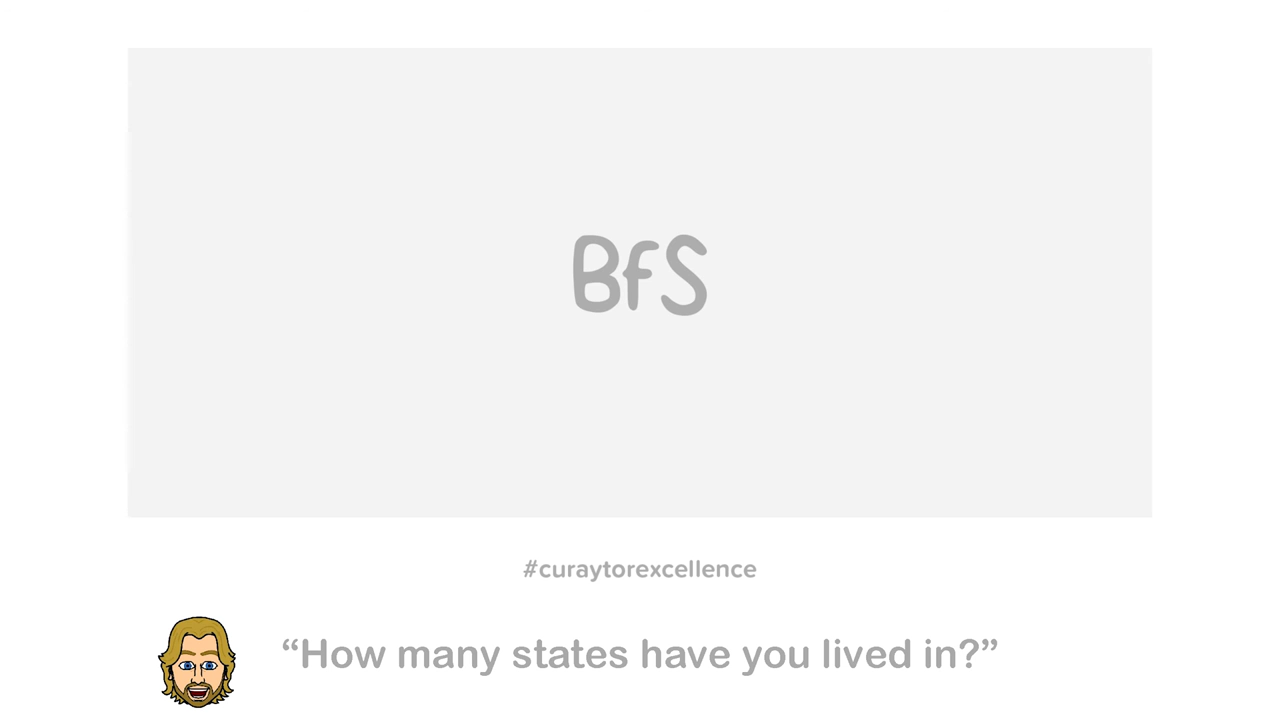 BfS
#curaytorexcellence
“How many states have you lived in?”